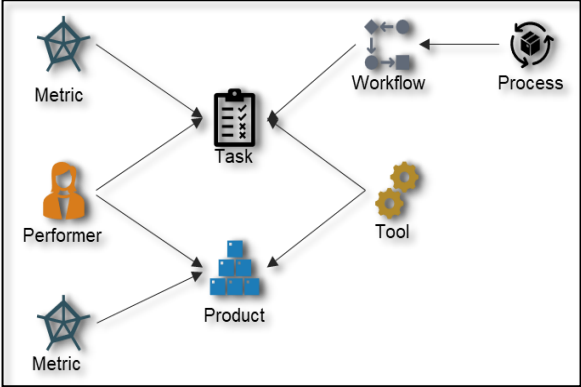 Metric
Workflow
Process
Task
Performer
Tool
Product
Metric